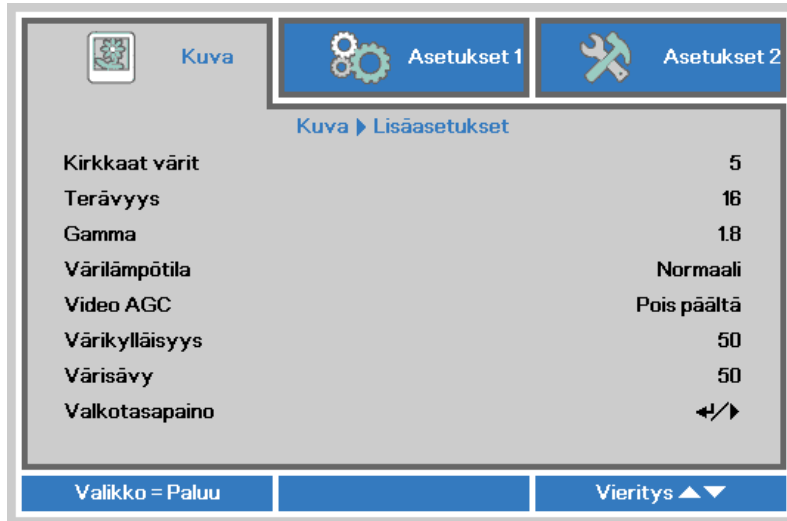 Kuva
Asetukset 1
Asetukset 2
Kuva ▶ Lisäasetukset
Kirkkaat värit 5
Terävyys 16
Gamma 1.8
Värilämpötila Normaali
Video AGC Pois päältä
Värikylläisyys 50
Värisävy 50
Valkotasapaino ↵/▶
Valikko = Paluu
Vieritys ▲▼